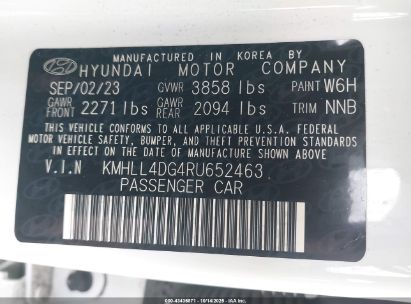 MANUFACTURED IN KOREA BY
HYUNDAI MOTOR COMPANY
SEP/02/23 GVWR 3858 lbs PAINT W6H
GAWR FRONT 2271 lbs GAWR REAR 2094 lbs TRIM NNB
THIS VEHICLE CONFORMS TO ALL APPLICABLE U.S.A. FEDERAL
MOTOR VEHICLE SAFETY, BUMPER, AND THEFT PREVENTION STANDARDS
IN EFFECT ON THE DATE OF MANUFACTURE SHOWN ABOVE.
V.I.N KMHLL4DG4RU652463
PASSENGER CAR